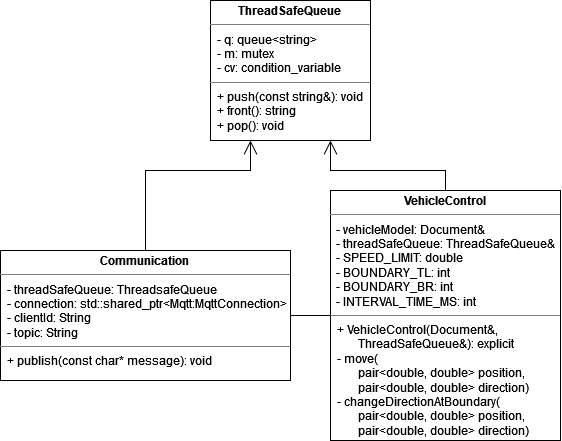 ThreadSafeQueue
- q: queue<string>
- m: mutex
- cv: condition_variable
+ push(const string&): void
+ front(): string
+ pop(): void
Communication
- threadSafeQueue: ThreadsafeQueue
- connection: std::shared_ptr<Mqtt:MqttConnection>
- clientId: String
- topic: String
+ publish(const char* message): void
VehicleControl
- vehicleModel: Document&
- threadSafeQueue: ThreadSafeQueue&
- SPEED_LIMIT: double
- BOUNDARY_TL: int
- BOUNDARY_BR: int
- INTERVAL_TIME_MS: int
+ VehicleControl(Document&,
ThreadSafeQueue&): explicit
- move(
pair<double, double> position,
pair<double, double> direction)
- changeDirectionAtBoundary(
pair<double, double> position,
pair<double, double> direction)